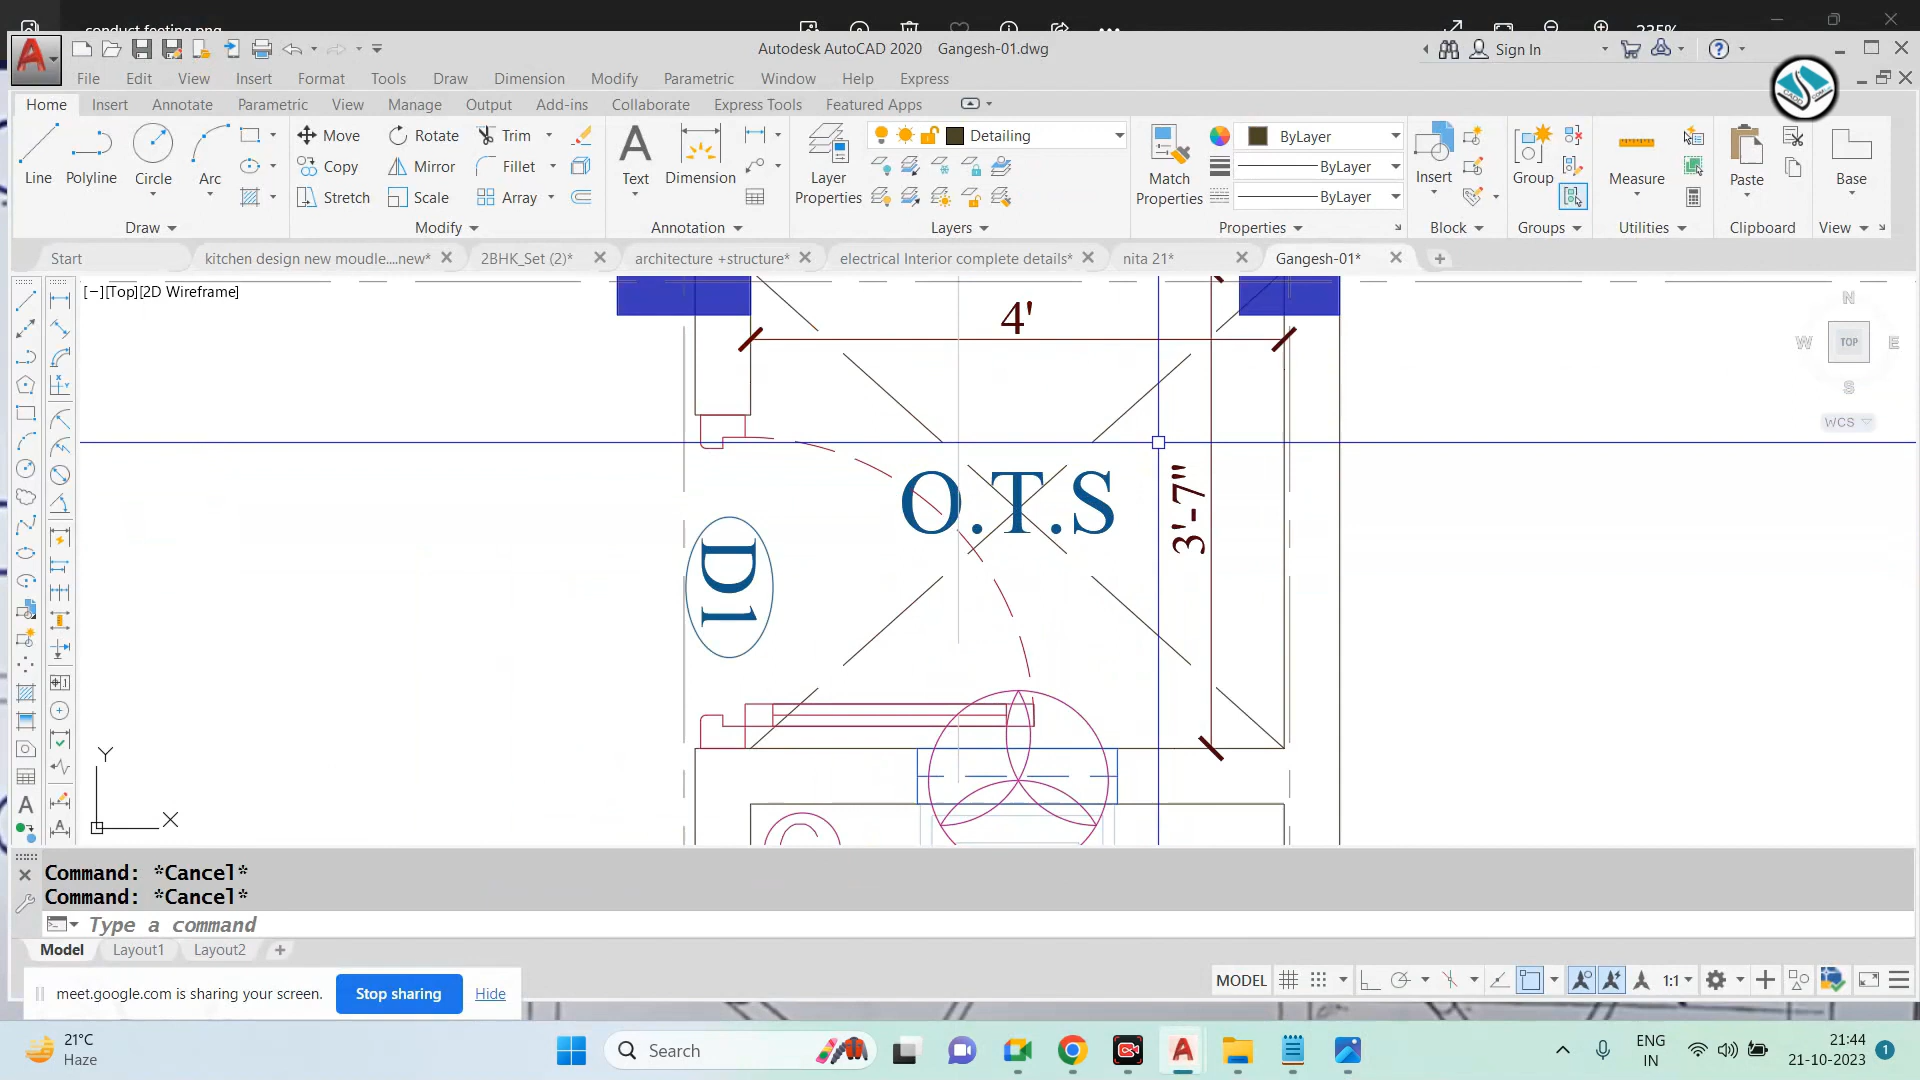 conduct footing.png
235%
Autodesk AutoCAD 2020 Gangesh-01.dwg
Sign In
File Edit View Insert Format Tools Draw Dimension Modify Parametric Window Help Express
Home Insert Annotate Parametric View Manage Output Add-ins Collaborate Express Tools Featured Apps
Line Polyline Circle Arc
Move Rotate Trim
Copy Mirror Fillet
Stretch Scale Array
Text Dimension
Layer Properties
Detailing
Match Properties
ByLayer
ByLayer
ByLayer
Insert
Group
Measure
Paste
Base
Draw Modify Annotation Layers Properties Block Groups Utilities Clipboard View
Start kitchen design new moudle....new* 2BHK_Set (2)* architecture +structure* electrical Interior complete details* nita 21* Gangesh-01*
[−][Top][2D Wireframe]
N
W TOP E
S
WCS
4'
O.T.S
3'-7"
D1
Y
X
Command: *Cancel*
Command: *Cancel*
Type a command
Model Layout1 Layout2
MODEL 1:1
meet.google.com is sharing your screen. Stop sharing Hide
21°C
Haze
Search
ENG
IN
21:44
21-10-2023
1